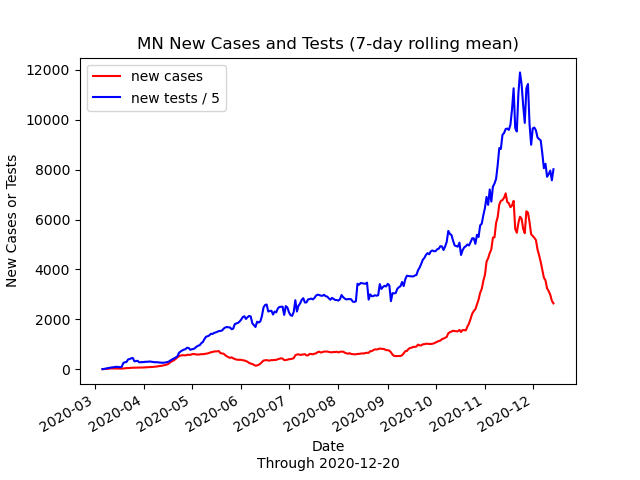 MN New Cases and Tests (7-day rolling mean)
new cases
new tests / 5
12000
10000
8000
6000
4000
2000
0
New Cases or Tests
2020-03
2020-04
2020-05
2020-06
2020-07
2020-08
2020-09
2020-10
2020-11
2020-12
Date
Through 2020-12-20